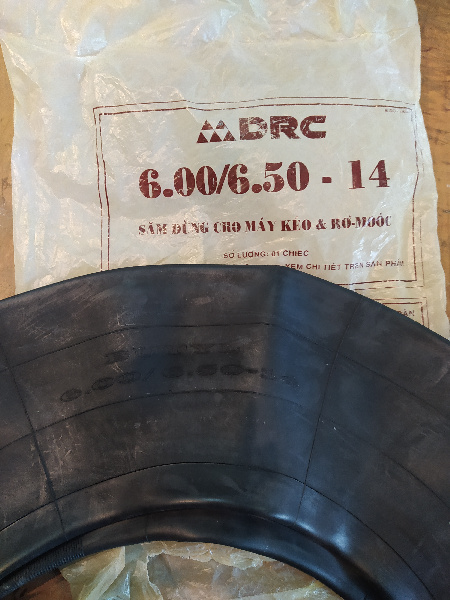 DRC
6.00/6.50 - 14
SĂM DÙNG CHO MÁY KÉO & RƠ-MOÓC
SỐ LƯỢNG: 01 CHIẾC
XEM CHI TIẾT TRÊN SẢN PHẨM